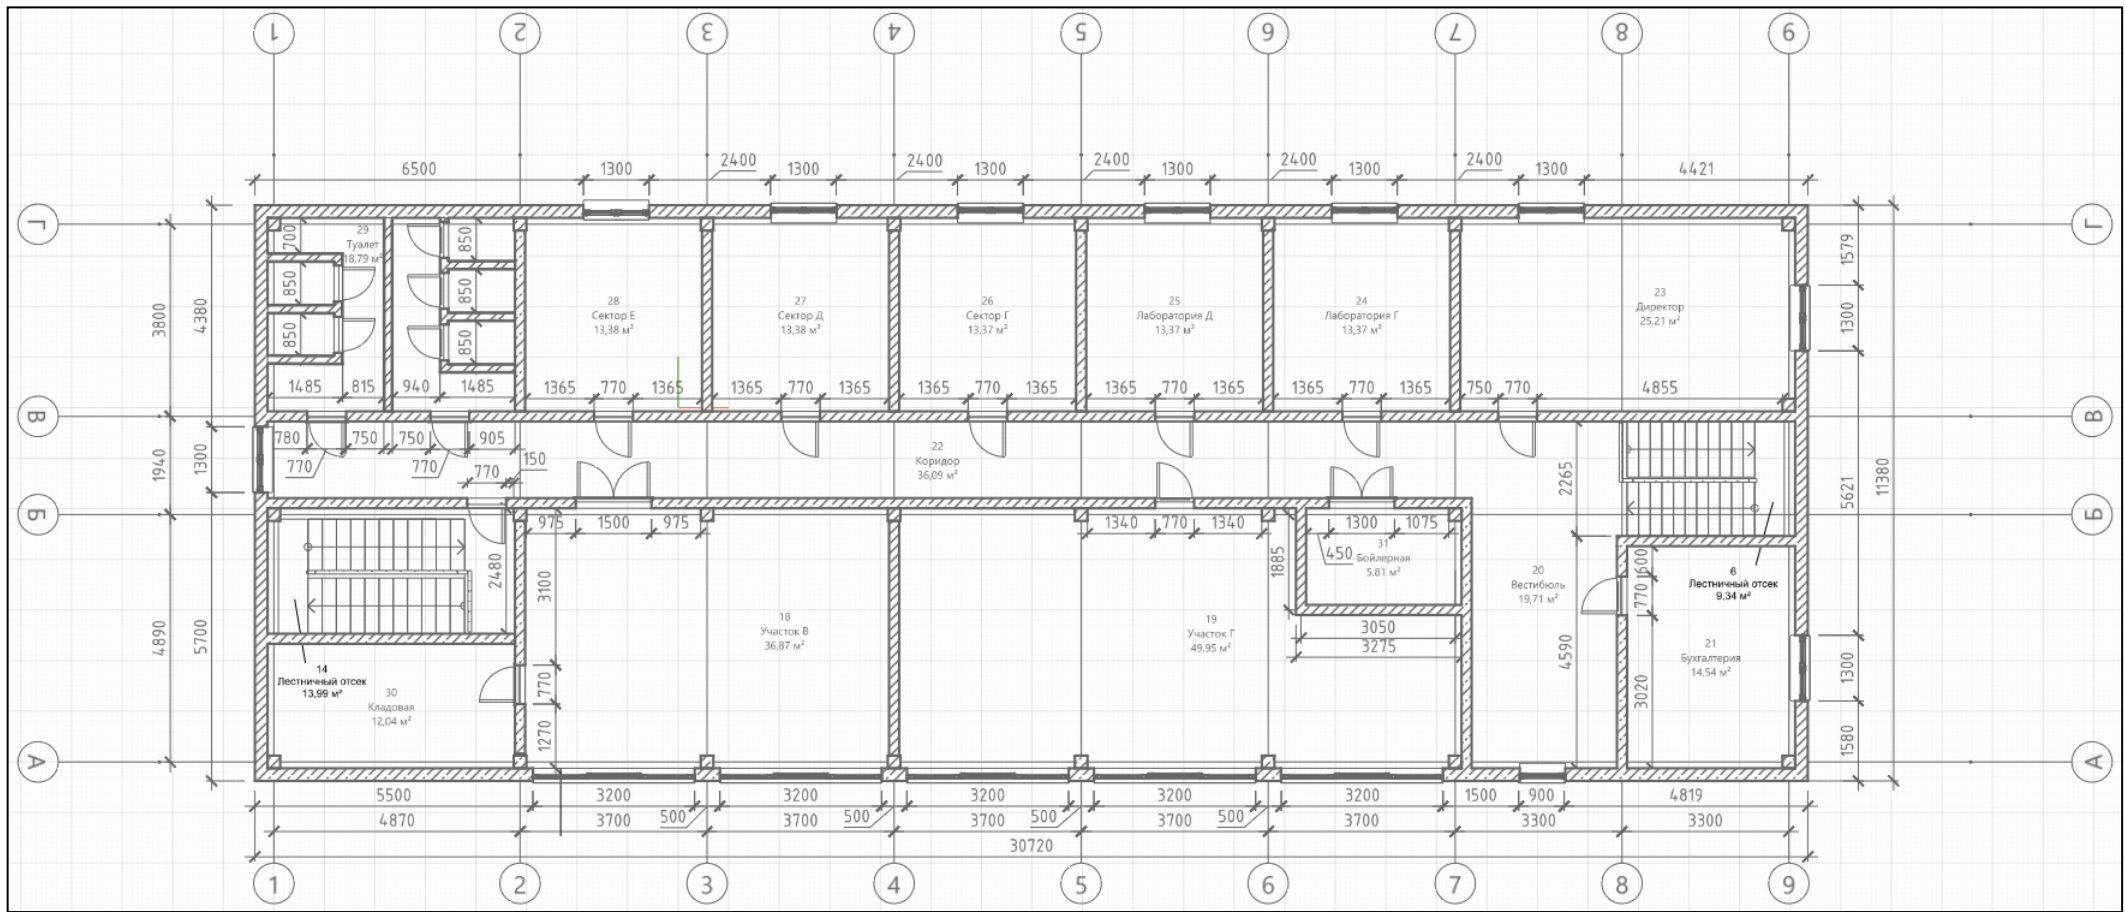 1 2 3 4 5 6 7 8 9
6500 1300 2400 1300 2400 1300 2400 1300 2400 1300 2400 1300 4421
Г Г
29
Туалет
18,79 м²
700 850 850
850 850 850
3800 4380
28
Сектор Е
13,38 м²
27
Сектор Д
13,38 м²
26
Сектор Г
13,37 м²
25
Лаборатория Д
13,37 м²
24
Лаборатория Г
13,37 м²
23
Директор
25,21 м²
1579 1300
1485 815 940 1485 1365 770 1365 1365 770 1365 1365 770 1365 1365 770 1365 1365 770 1365 750 770 4855
В В
780 750 750 905
770 770 770 150
1940 1300
22
Коридор
36,09 м²
2265 5621 11380
Б Б
975 1500 975 1340 770 1340 1300 1075
450
31
Бойлерная
5,81 м²
1885 2480 3100
3050
3275
18
Участок В
36,87 м²
19
Участок Г
49,95 м²
20
Вестибюль
19,71 м²
600 770
6
Лестничный отсек
9,34 м²
21
Бухгалтерия
14,54 м²
4890 5700
14
Лестничный отсек
13,99 м²
30
Кладовая
12,04 м²
770 1270
4590 3020
1300 1580
А А
5500 3200 3200 3200 3200 3200 1500 900 4819
4870 3700 500 3700 500 3700 500 3700 500 3700 3300 3300
30720
1 2 3 4 5 6 7 8 9